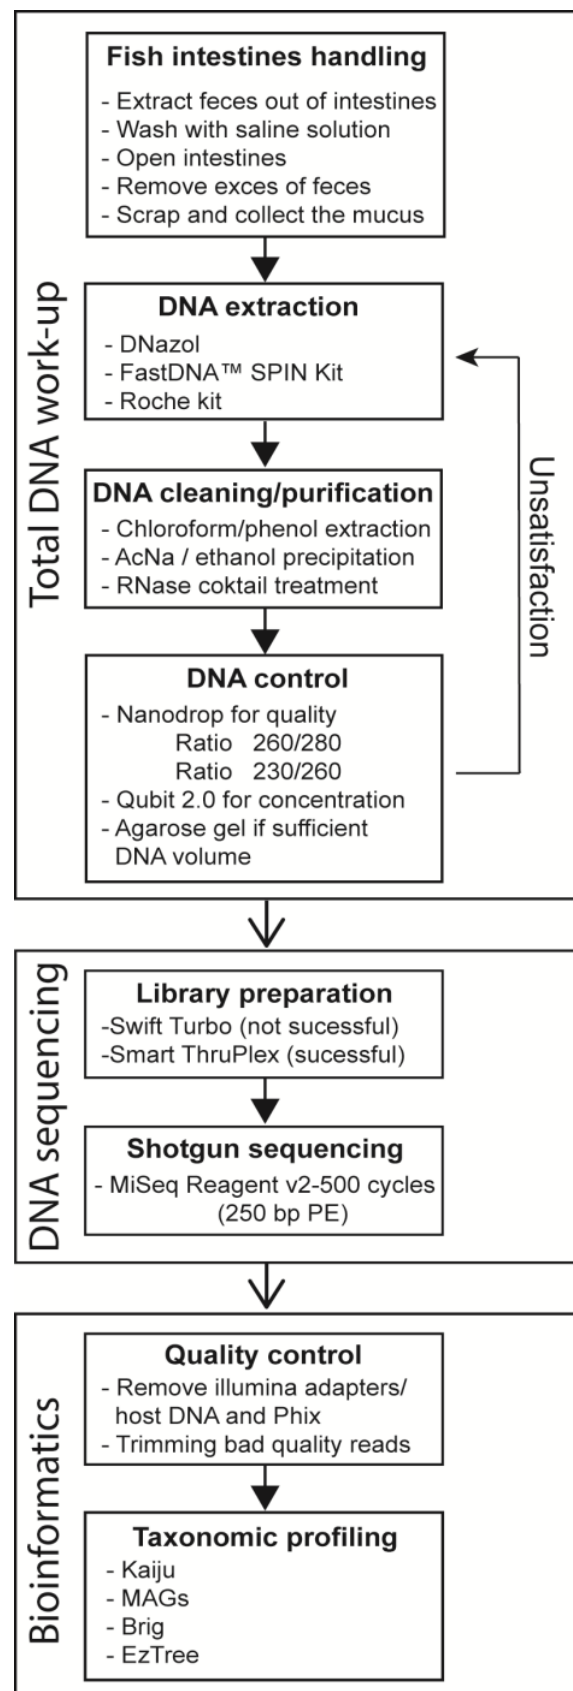 Total DNA work-up
Fish intestines handling
- Extract feces out of intestines
- Wash with saline solution
- Open intestines
- Remove exces of feces
- Scrap and collect the mucus
DNA extraction
- DNazol
- FastDNA™ SPIN Kit
- Roche kit
DNA cleaning/purification
- Chloroform/phenol extraction
- AcNa / ethanol precipitation
- RNase coktail treatment
DNA control
- Nanodrop for quality
Ratio 260/280
Ratio 230/260
- Qubit 2.0 for concentration
- Agarose gel if sufficient
DNA volume
Unsatisfaction
DNA sequencing
Library preparation
-Swift Turbo (not sucessful)
-Smart ThruPlex (sucessful)
Shotgun sequencing
- MiSeq Reagent v2-500 cycles
(250 bp PE)
Bioinformatics
Quality control
- Remove illumina adapters/
host DNA and Phix
- Trimming bad quality reads
Taxonomic profiling
- Kaiju
- MAGs
- Brig
- EzTree